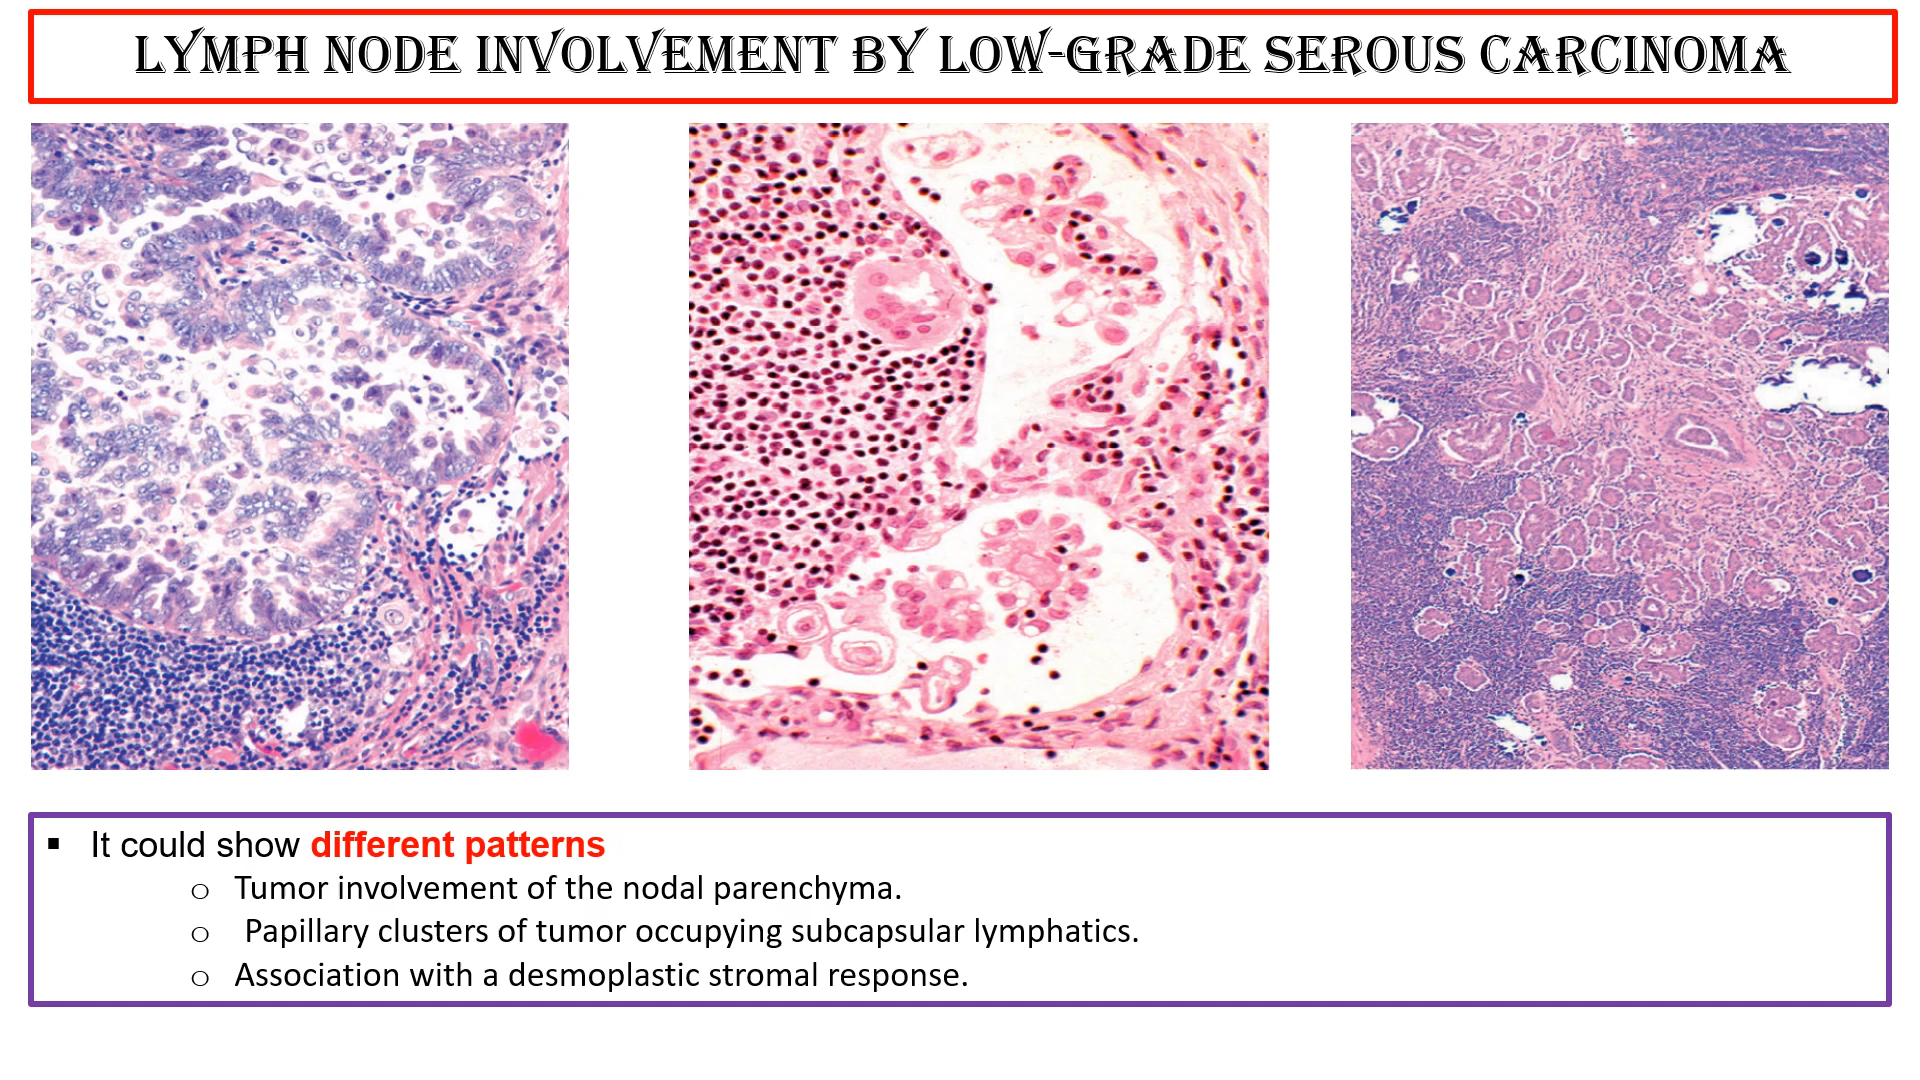 LYMPH NODE INVOLVEMENT BY LOW-GRADE SEROUS CARCINOMA
▪ It could show different patterns
o Tumor involvement of the nodal parenchyma.
o Papillary clusters of tumor occupying subcapsular lymphatics.
o Association with a desmoplastic stromal response.